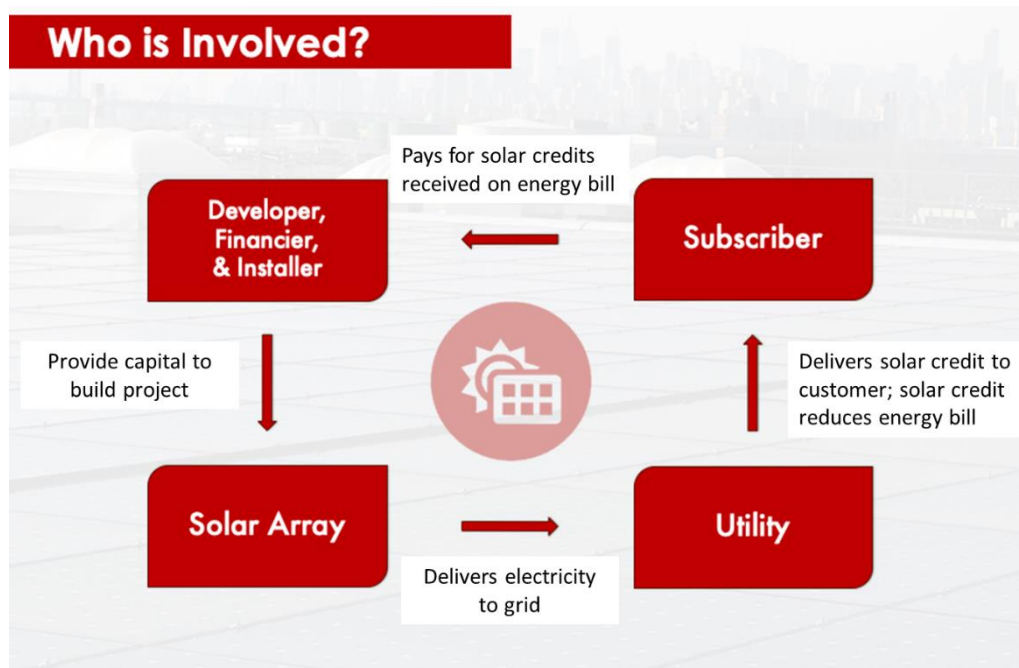 Who is Involved?
Pays for solar credits
received on energy bill
Developer,
Financier,
& Installer
Subscriber
Provide capital to
build project
Delivers solar credit to
customer; solar credit
reduces energy bill
Solar Array
Utility
Delivers electricity
to grid